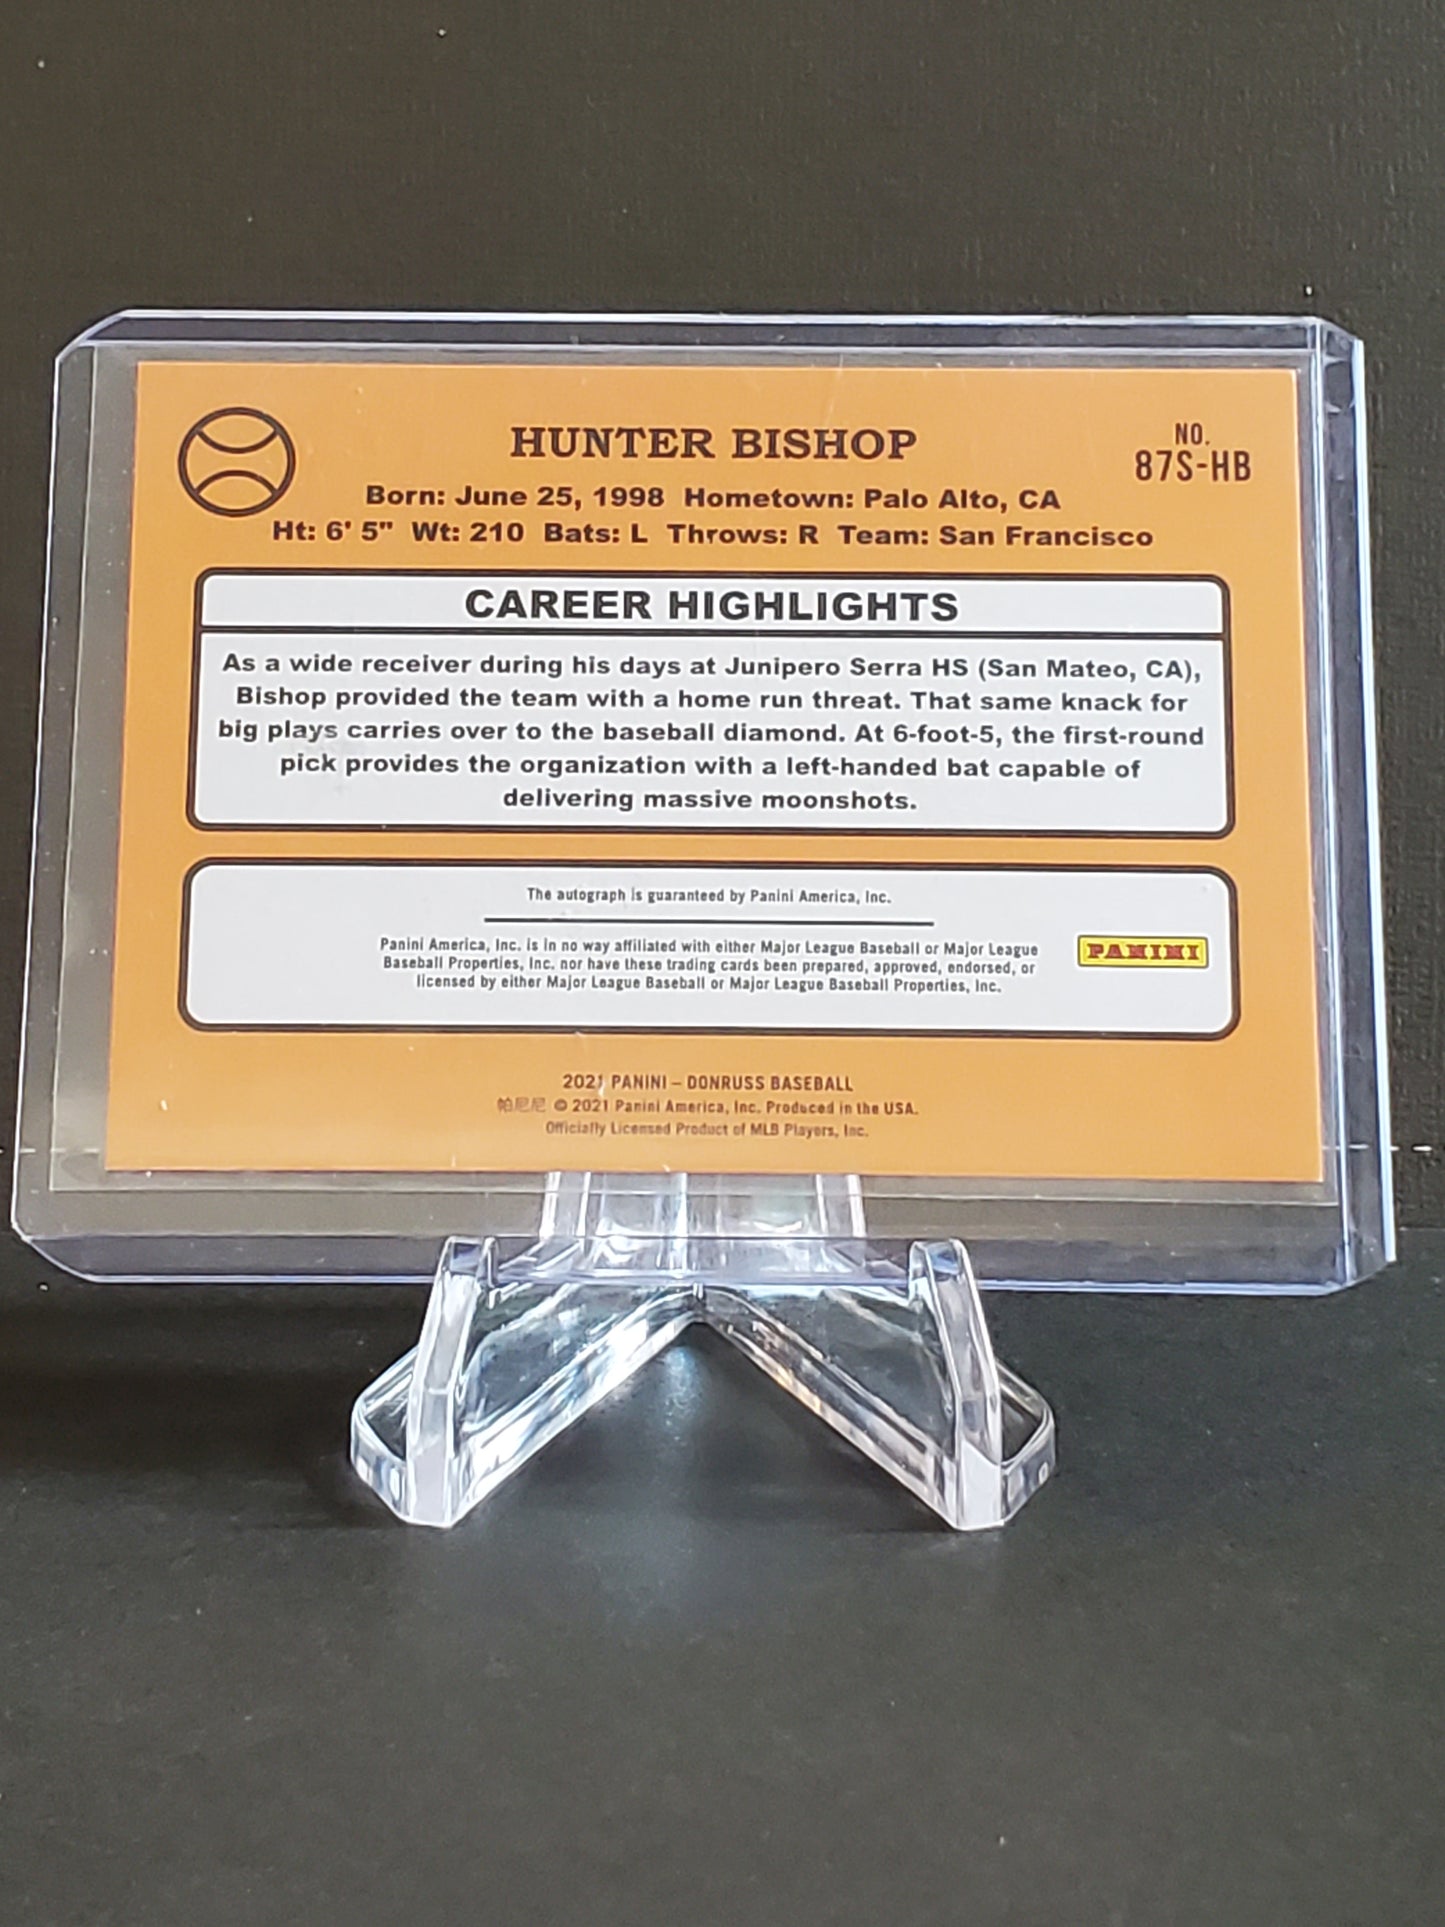 HUNTER BISHOP
NO.
87S-HB
Born: June 25, 1998 Hometown: Palo Alto, CA
Ht: 6' 5" Wt: 210 Bats: L Throws: R Team: San Francisco
CAREER HIGHLIGHTS
As a wide receiver during his days at Junipero Serra HS (San Mateo, CA),
Bishop provided the team with a home run threat. That same knack for
big plays carries over to the baseball diamond. At 6-foot-5, the first-round
pick provides the organization with a left-handed bat capable of
delivering massive moonshots.
The autograph is guaranteed by Panini America, Inc.
Panini America, Inc. is in no way affiliated with either Major League Baseball or Major League
Baseball Properties, Inc. nor have these trading cards been prepared, approved, endorsed, or
licensed by either Major League Baseball or Major League Baseball Properties, Inc.
PANINI
2021 PANINI – DONRUSS BASEBALL
帕尼尼 © 2021 Panini America, Inc. Produced in the USA.
Officially Licensed Product of MLB Players, Inc.